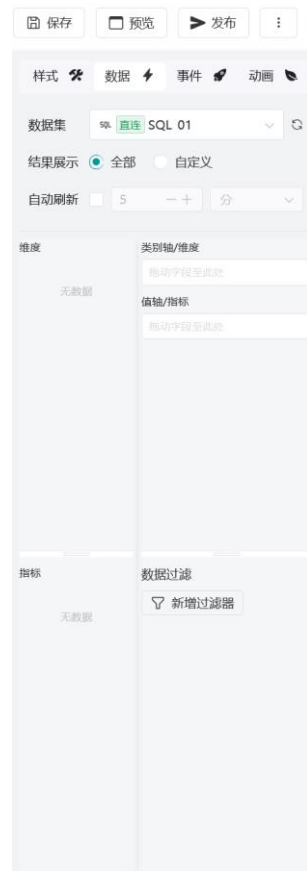 保存 预览 发布
样式 数据 事件 动画
数据集 SQL 直连 SQL 01
结果展示 全部 自定义
自动刷新 5 分
维度 类别轴/维度
拖动字段至此处
无数据
值轴/指标
拖动字段至此处
指标 数据过滤
新增过滤器
无数据